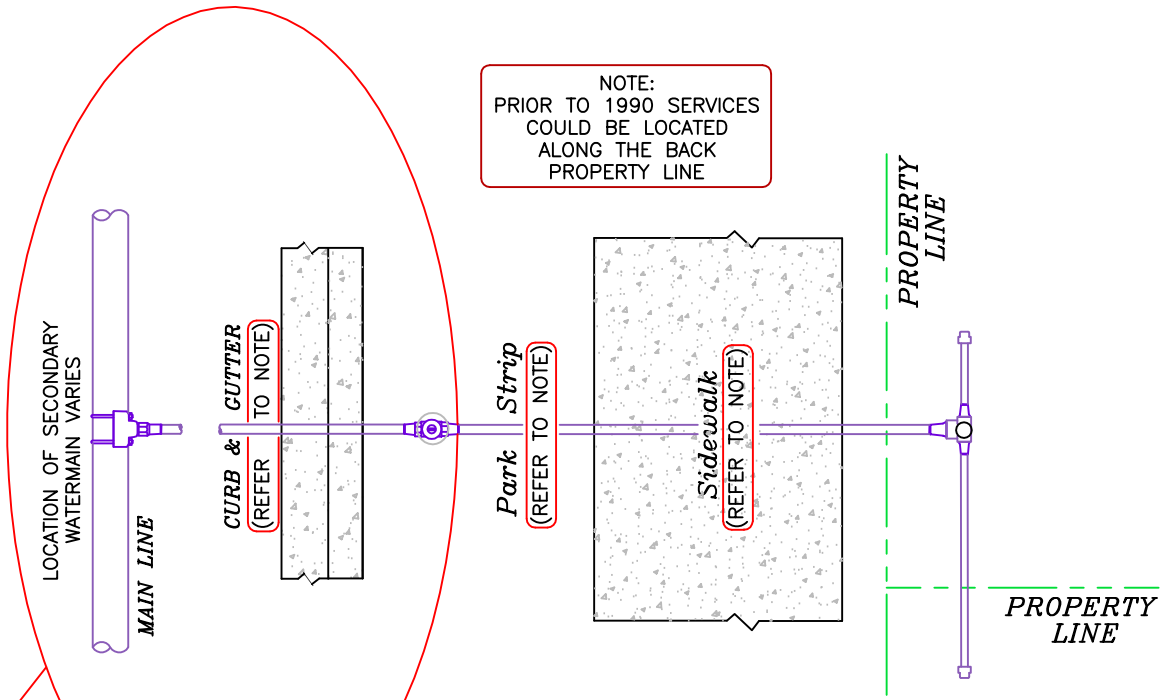 NOTE:
PRIOR TO 1990 SERVICES
COULD BE LOCATED
ALONG THE BACK
PROPERTY LINE
LOCATION OF SECONDARY
WATERMAIN VARIES
MAIN LINE
CURB & GUTTER
(REFER TO NOTE)
Park Strip
(REFER TO NOTE)
Sidewalk
(REFER TO NOTE)
PROPERTY
LINE
PROPERTY
LINE